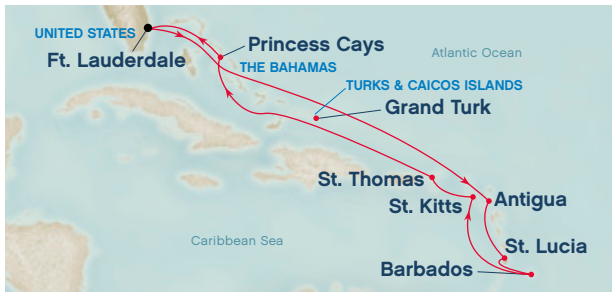 UNITED STATES
Ft. Lauderdale
Princess Cays
THE BAHAMAS
Atlantic Ocean
TURKS & CAICOS ISLANDS
Grand Turk
St. Thomas
St. Kitts
Antigua
St. Lucia
Caribbean Sea
Barbados